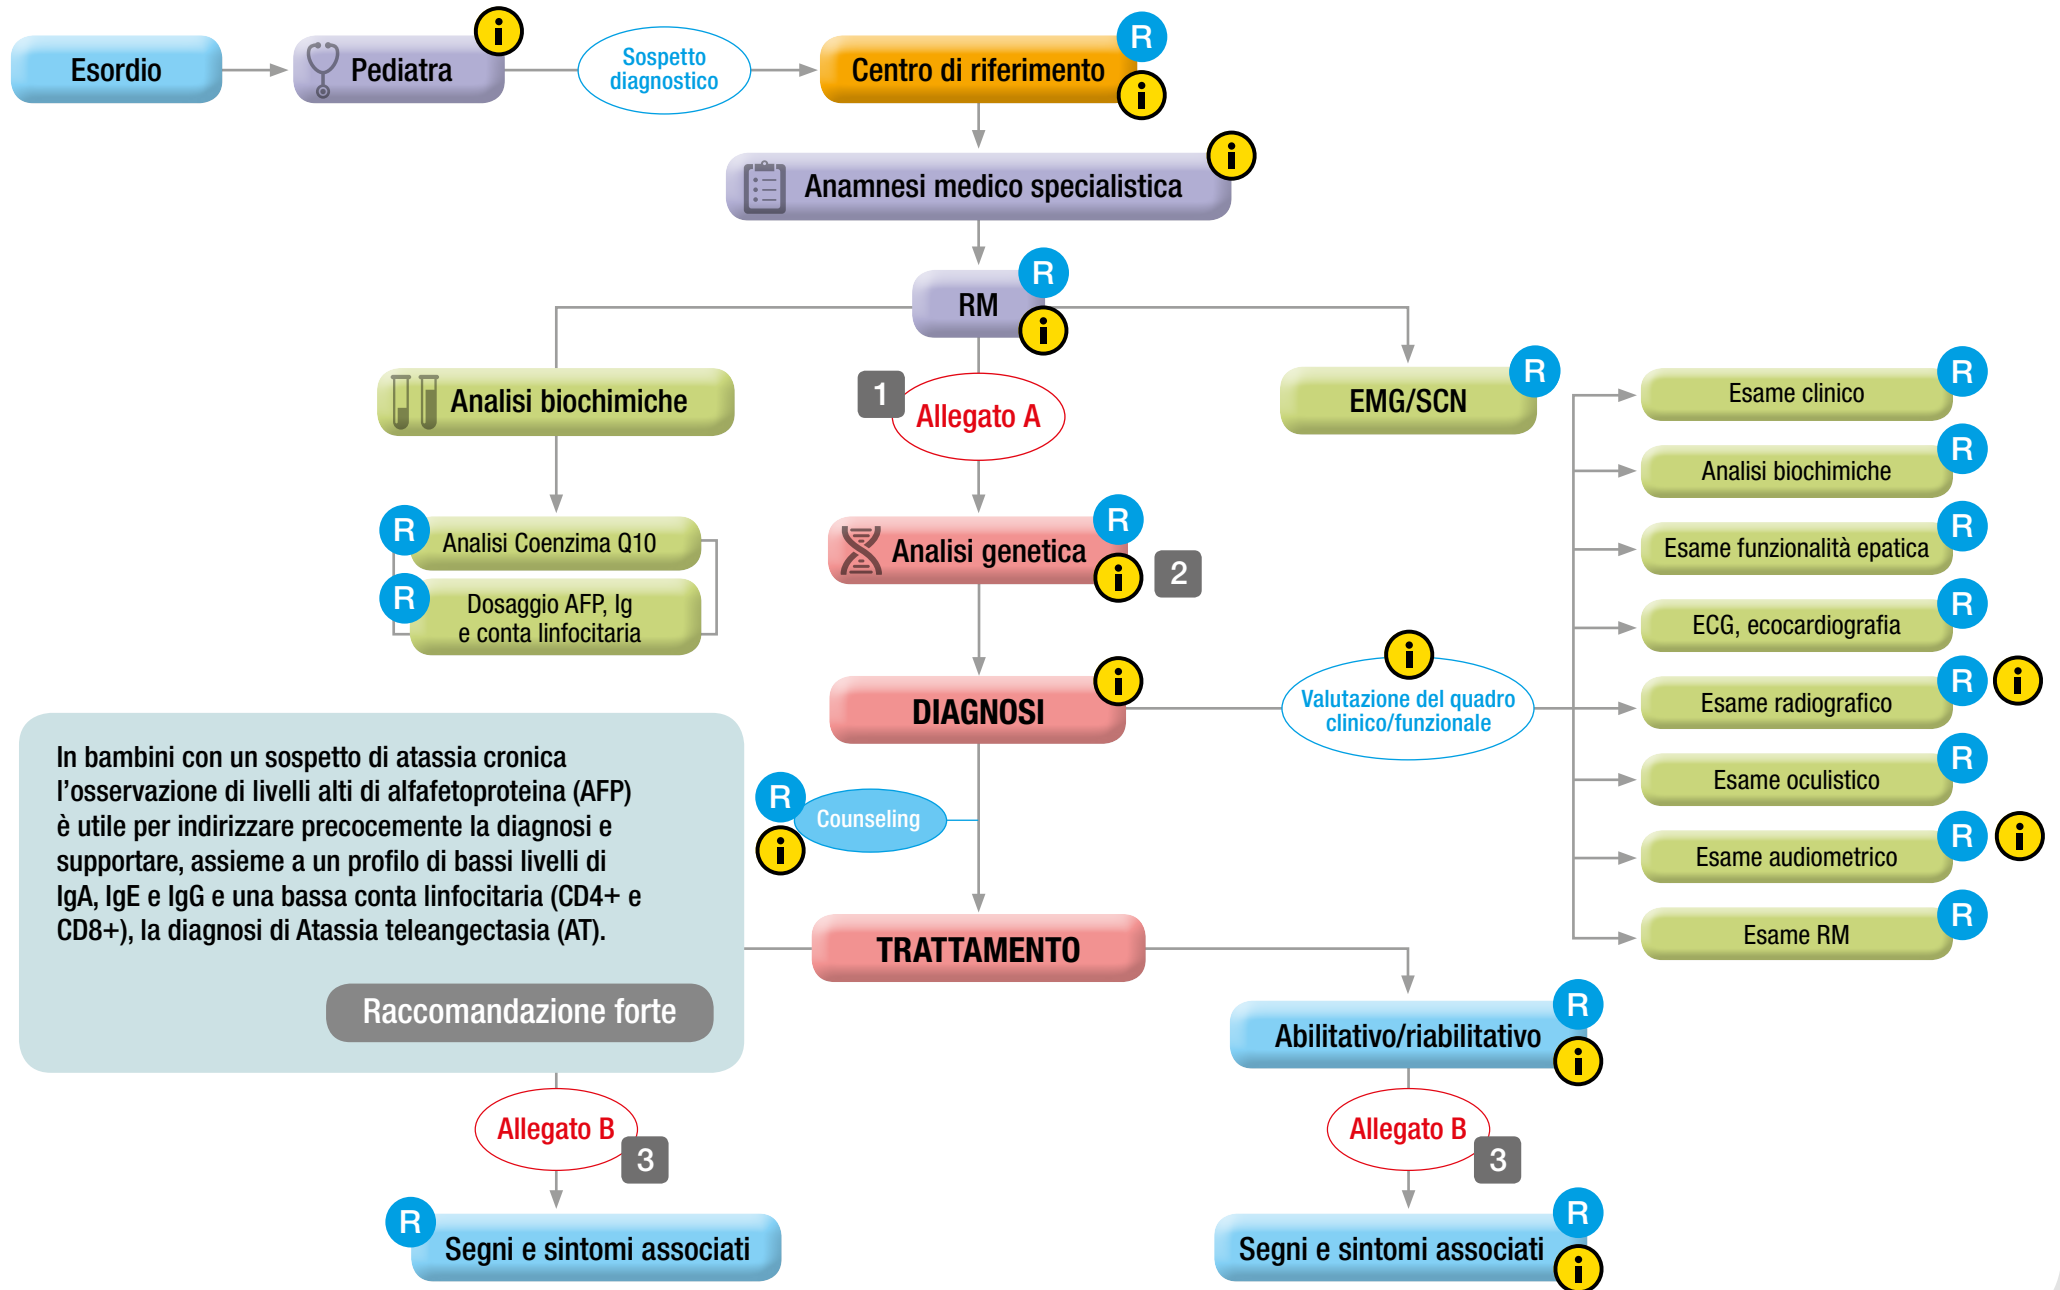 Esordio
Pediatra
i
Sospetto
diagnostico
Centro di riferimento
R
i
Anamnesi medico specialistica
i
RM
R
i
Analisi biochimiche
1
Allegato A
EMG/SCN
R
R
Analisi Coenzima Q10
R
Dosaggio AFP, Ig
e conta linfocitaria
Analisi genetica
R
i
2
DIAGNOSI
i
i
Valutazione del quadro
clinico/funzionale
Esame clinico
R
Analisi biochimiche
R
Esame funzionalità epatica
R
ECG, ecocardiografia
R
Esame radiografico
R
i
Esame oculistico
R
Esame audiometrico
R
i
Esame RM
R
R
i
Counseling
In bambini con un sospetto di atassia cronica
l’osservazione di livelli alti di alfafetoproteina (AFP)
è utile per indirizzare precocemente la diagnosi e
supportare, assieme a un profilo di bassi livelli di
IgA, IgE e IgG e una bassa conta linfocitaria (CD4+ e
CD8+), la diagnosi di Atassia teleangectasia (AT).
Raccomandazione forte
TRATTAMENTO
Abilitativo/riabilitativo
R
i
Allegato B
3
Allegato B
3
R
Segni e sintomi associati
Segni e sintomi associati
R
i